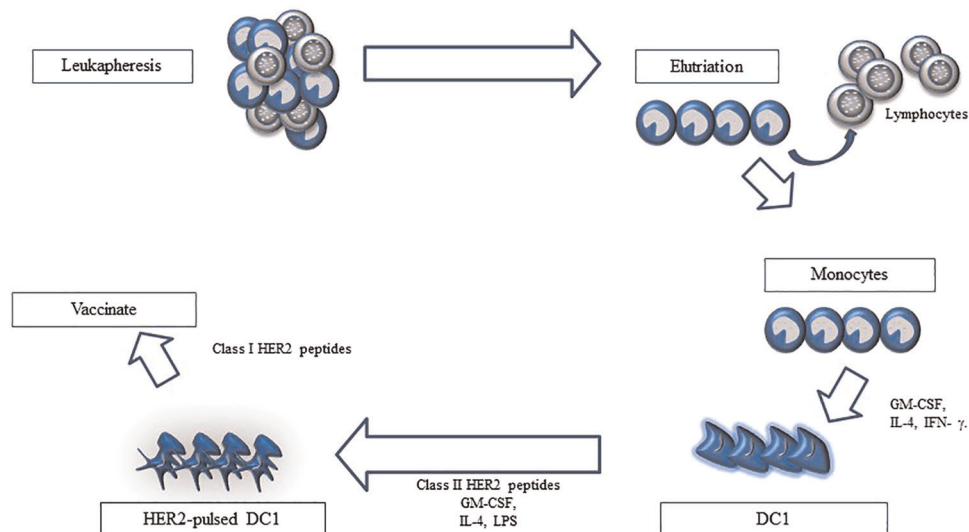 Leukapheresis
Elutriation
Lymphocytes
Monocytes
GM-CSF,
IL-4, IFN- γ.
DC1
Class II HER2 peptides
GM-CSF,
IL-4, LPS
HER2-pulsed DC1
Class I HER2 peptides
Vaccinate